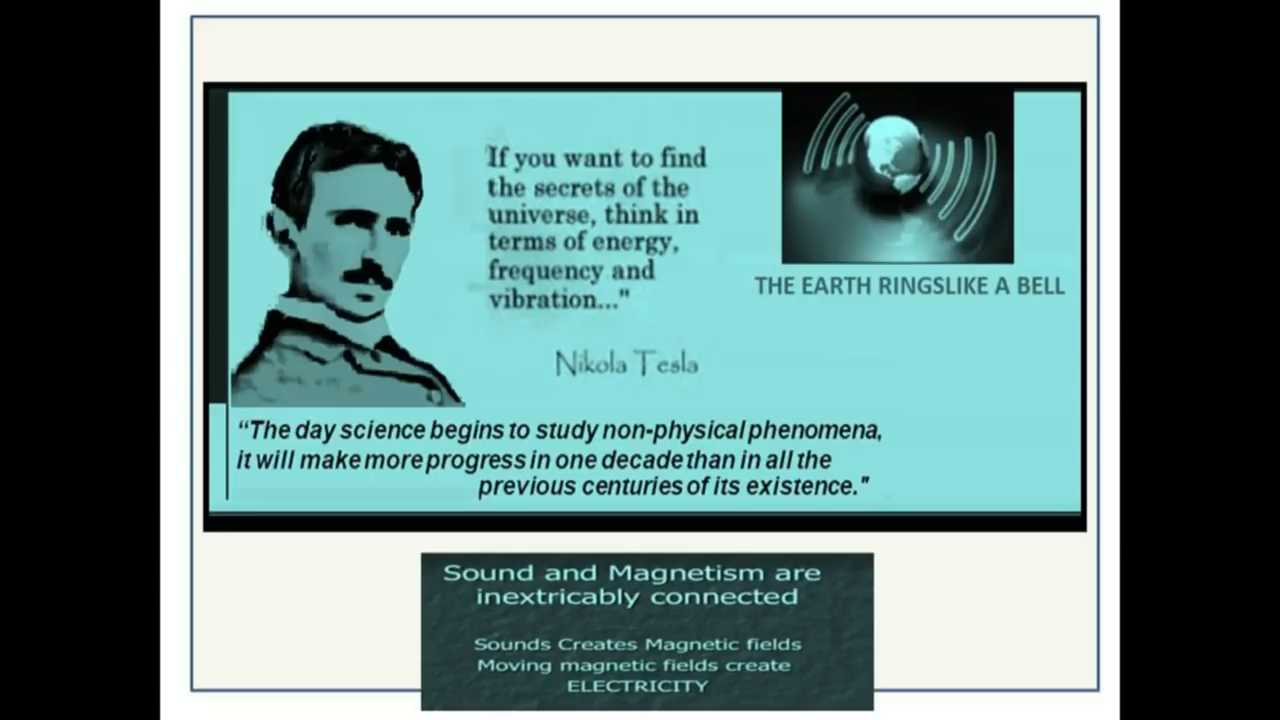 "If you want to find
the secrets of the
universe, think in
terms of energy,
frequency and
vibration..."
Nikola Tesla
THE EARTH RINGSLIKE A BELL
“The day science begins to study non-physical phenomena,
it will make more progress in one decade than in all the
previous centuries of its existence."
Sound and Magnetism are
inextricably connected
Sounds Creates Magnetic fields
Moving magnetic fields create
ELECTRICITY